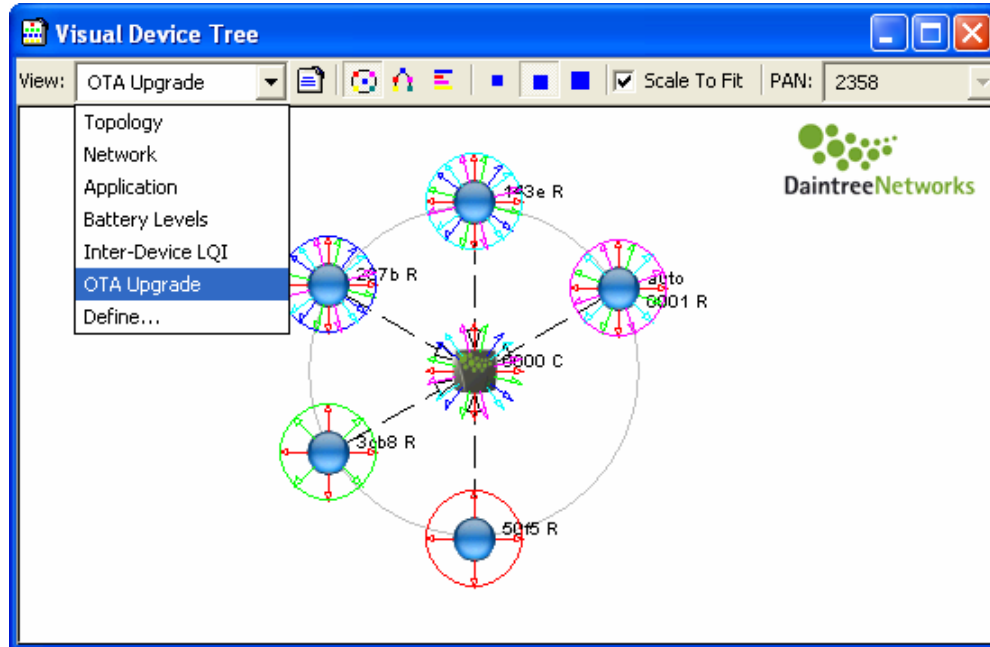 Visual Device Tree
View: OTA Upgrade Scale To Fit PAN: 2358
Topology
Network
Application
Battery Levels
Inter-Device LQI
OTA Upgrade
Define...
DaintreeNetworks
143e R
287b R
auto
0001 R
0000 C
3cb8 R
50f5 R